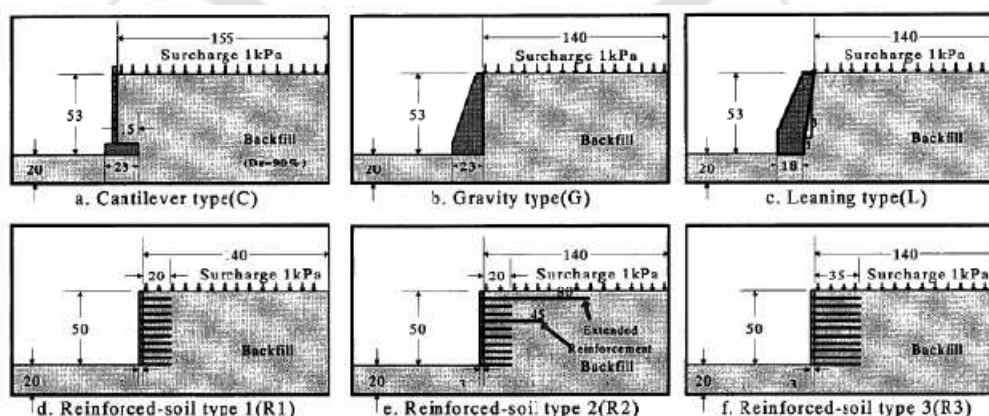 155
Surcharge 1kPa
53
15
Backfill
20
23
(Dr=90%)
a. Cantilever type(C)
140
Surcharge 1kPa
53
Backfill
20
23
b. Gravity type(G)
140
Surcharge 1kPa
53
Backfill
20
18
c. Leaning type(L)
140
20
Surcharge 1kPa
50
Backfill
20
3
d. Reinforced-soil type 1(R1)
140
20
Surcharge 1kPa
80
50
45
Extended
Reinforcement
Backfill
20
3
e. Reinforced-soil type 2(R2)
140
35
Surcharge 1kPa
50
Backfill
20
3
f. Reinforced-soil type 3(R3)